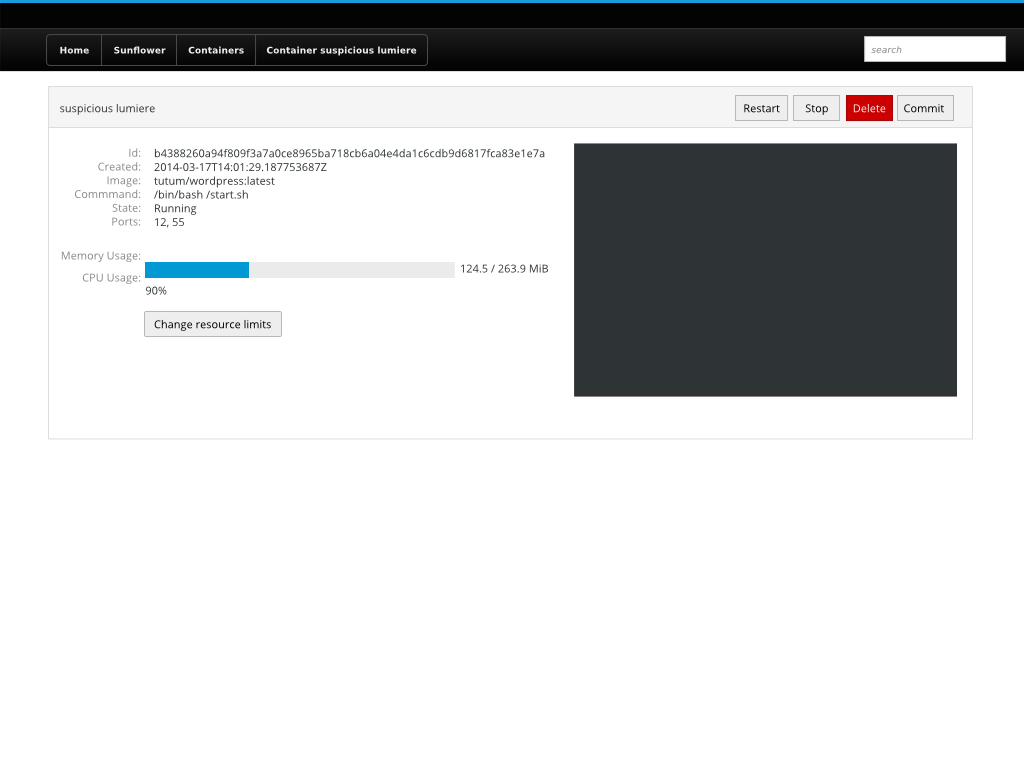 Home Sunflower Containers Container suspicious lumiere search
suspicious lumiere Restart Stop Delete Commit
Id: b4388260a94f809f3a7a0ce8965ba718cb6a04e4da1c6cdb9d6817fca83e1e7a
Created: 2014-03-17T14:01:29.187753687Z
Image: tutum/wordpress:latest
Commmand: /bin/bash /start.sh
State: Running
Ports: 12, 55
Memory Usage: 124.5 / 263.9 MiB
CPU Usage: 90%
Change resource limits